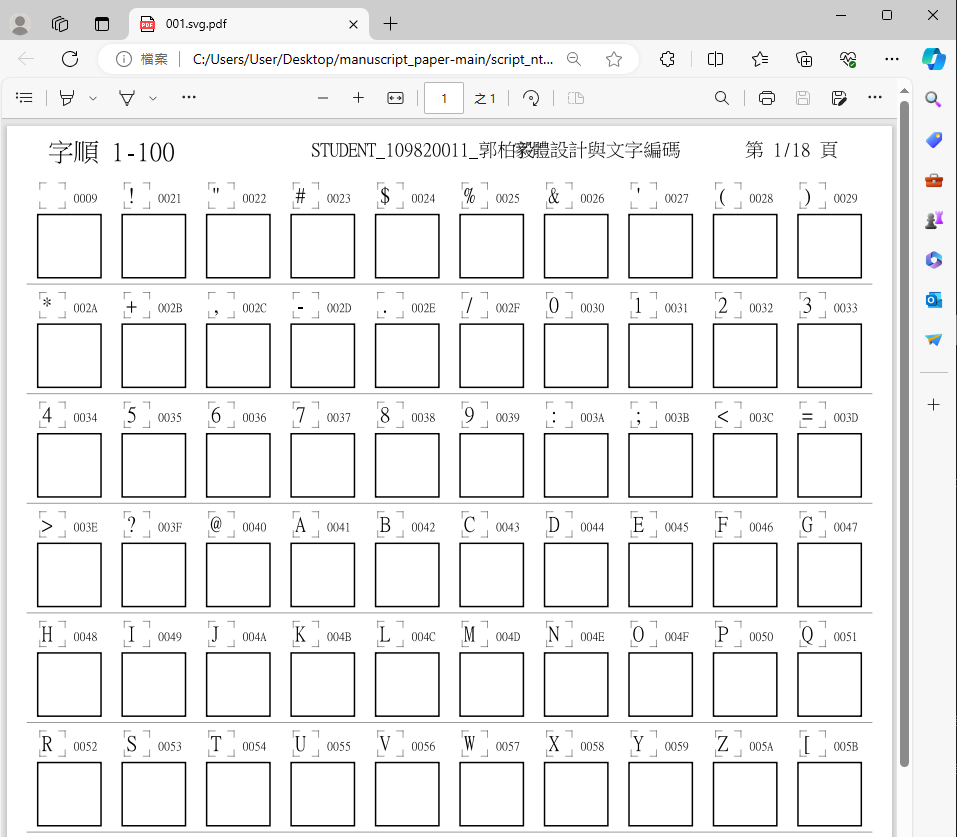 001.svg.pdf
檔案 C:/Users/User/Desktop/manuscript_paper-main/script_nt...
1 之 1
字順 1-100 STUDENT_109820011_郭柏毅 體設計與文字編碼 第 1/18 頁
0009 ! 0021 " 0022 # 0023 $ 0024 % 0025 & 0026 ' 0027 ( 0028 ) 0029
* 002A + 002B , 002C - 002D . 002E / 002F 0 0030 1 0031 2 0032 3 0033
4 0034 5 0035 6 0036 7 0037 8 0038 9 0039 : 003A ; 003B < 003C = 003D
> 003E ? 003F @ 0040 A 0041 B 0042 C 0043 D 0044 E 0045 F 0046 G 0047
H 0048 I 0049 J 004A K 004B L 004C M 004D N 004E O 004F P 0050 Q 0051
R 0052 S 0053 T 0054 U 0055 V 0056 W 0057 X 0058 Y 0059 Z 005A [ 005B